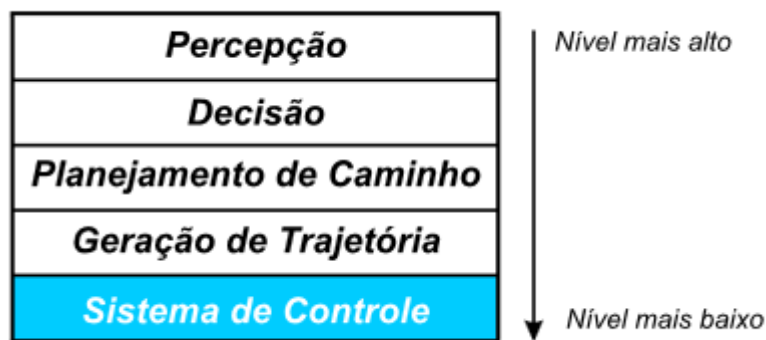 Percepção
Nível mais alto
Decisão
Planejamento de Caminho
Geração de Trajetória
Sistema de Controle
Nível mais baixo